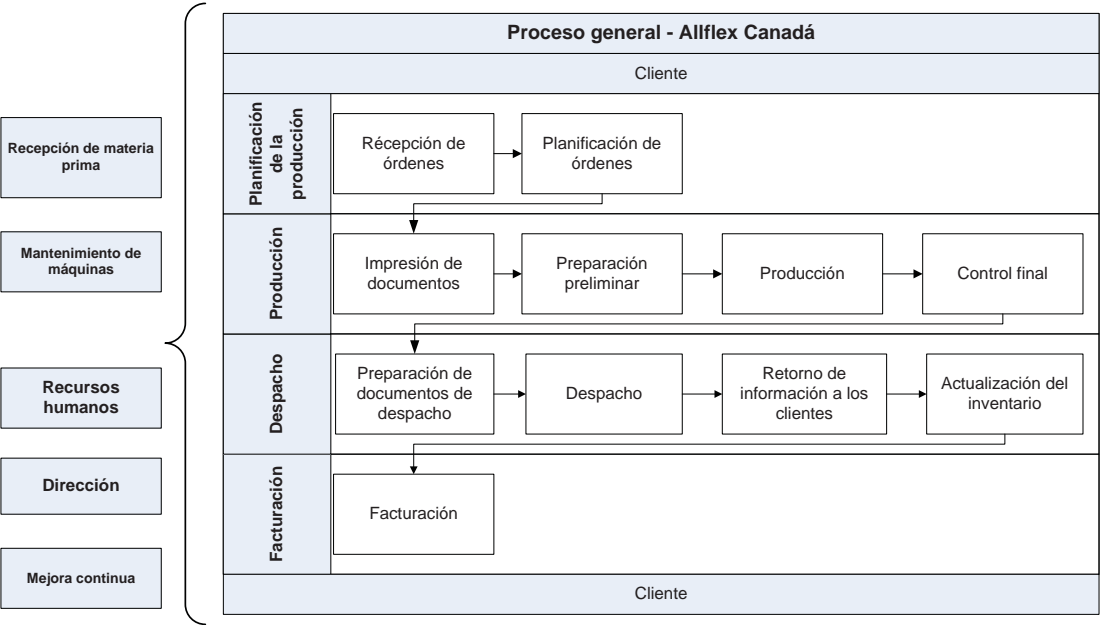 Proceso general - Allflex Canadá
Cliente
Recepción de materia
prima
Mantenimiento de
máquinas
Recursos
humanos
Dirección
Mejora continua
Planificación
de la
producción
Récépción de
órdenes
Planificación de
órdenes
Producción
Impresión de
documentos
Preparación
preliminar
Producción
Control final
Despacho
Preparación de
documentos de
despacho
Despacho
Retorno de
información a los
clientes
Actualización del
inventario
Facturación
Facturación
Cliente